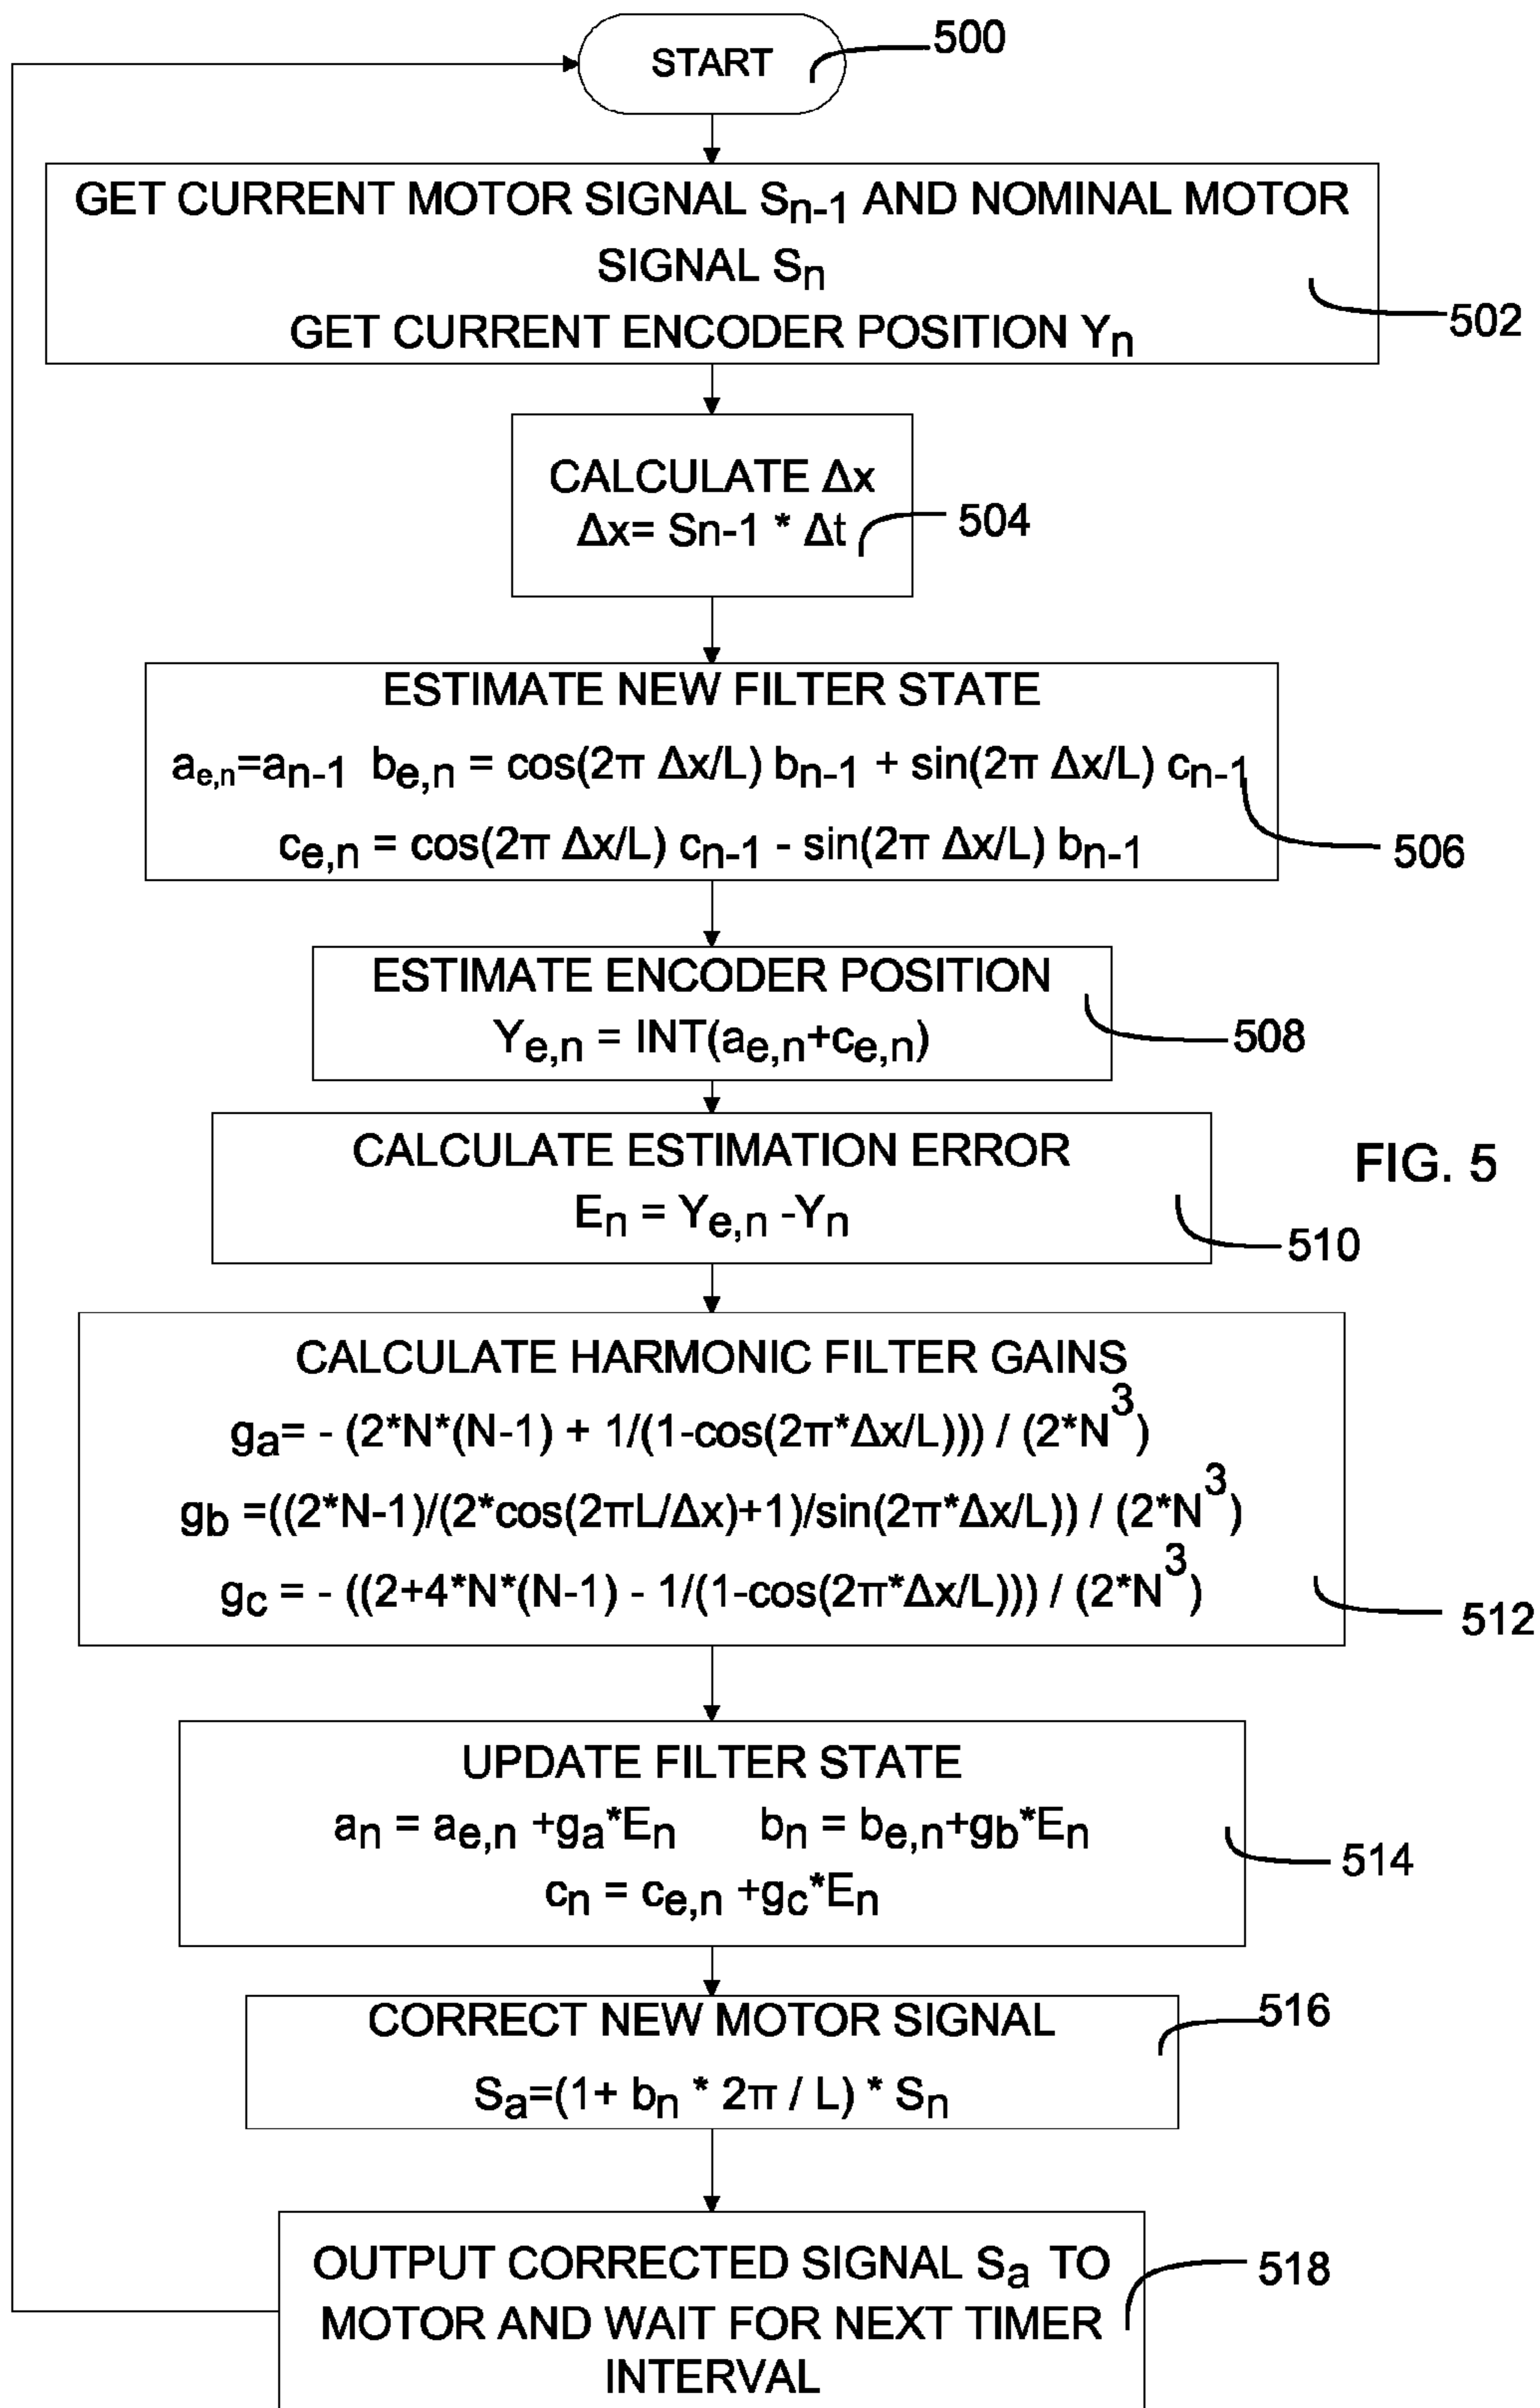 START
500
GET CURRENT MOTOR SIGNAL Sn-1 AND NOMINAL MOTOR
SIGNAL Sn
GET CURRENT ENCODER POSITION Yn
502
CALCULATE Δx
Δx= Sn-1 * Δt
504
ESTIMATE NEW FILTER STATE
ae,n=an-1 be,n = cos(2π Δx/L) bn-1 + sin(2π Δx/L) cn-1
ce,n = cos(2π Δx/L) cn-1 - sin(2π Δx/L) bn-1
506
ESTIMATE ENCODER POSITION
Ye,n = INT(ae,n+ce,n)
508
CALCULATE ESTIMATION ERROR
En = Ye,n -Yn
510
FIG. 5
CALCULATE HARMONIC FILTER GAINS
ga= - (2*N*(N-1) + 1/(1-cos(2π*Δx/L))) / (2*N^3)
gb =((2*N-1)/(2*cos(2πL/Δx)+1)/sin(2π*Δx/L)) / (2*N^3)
gc = - ((2+4*N*(N-1) - 1/(1-cos(2π*Δx/L))) / (2*N^3)
512
UPDATE FILTER STATE
an = ae,n +ga*En bn = be,n+gb*En
cn = ce,n +gc*En
514
CORRECT NEW MOTOR SIGNAL
Sa=(1+ bn * 2π / L) * Sn
516
OUTPUT CORRECTED SIGNAL Sa TO
MOTOR AND WAIT FOR NEXT TIMER
INTERVAL
518